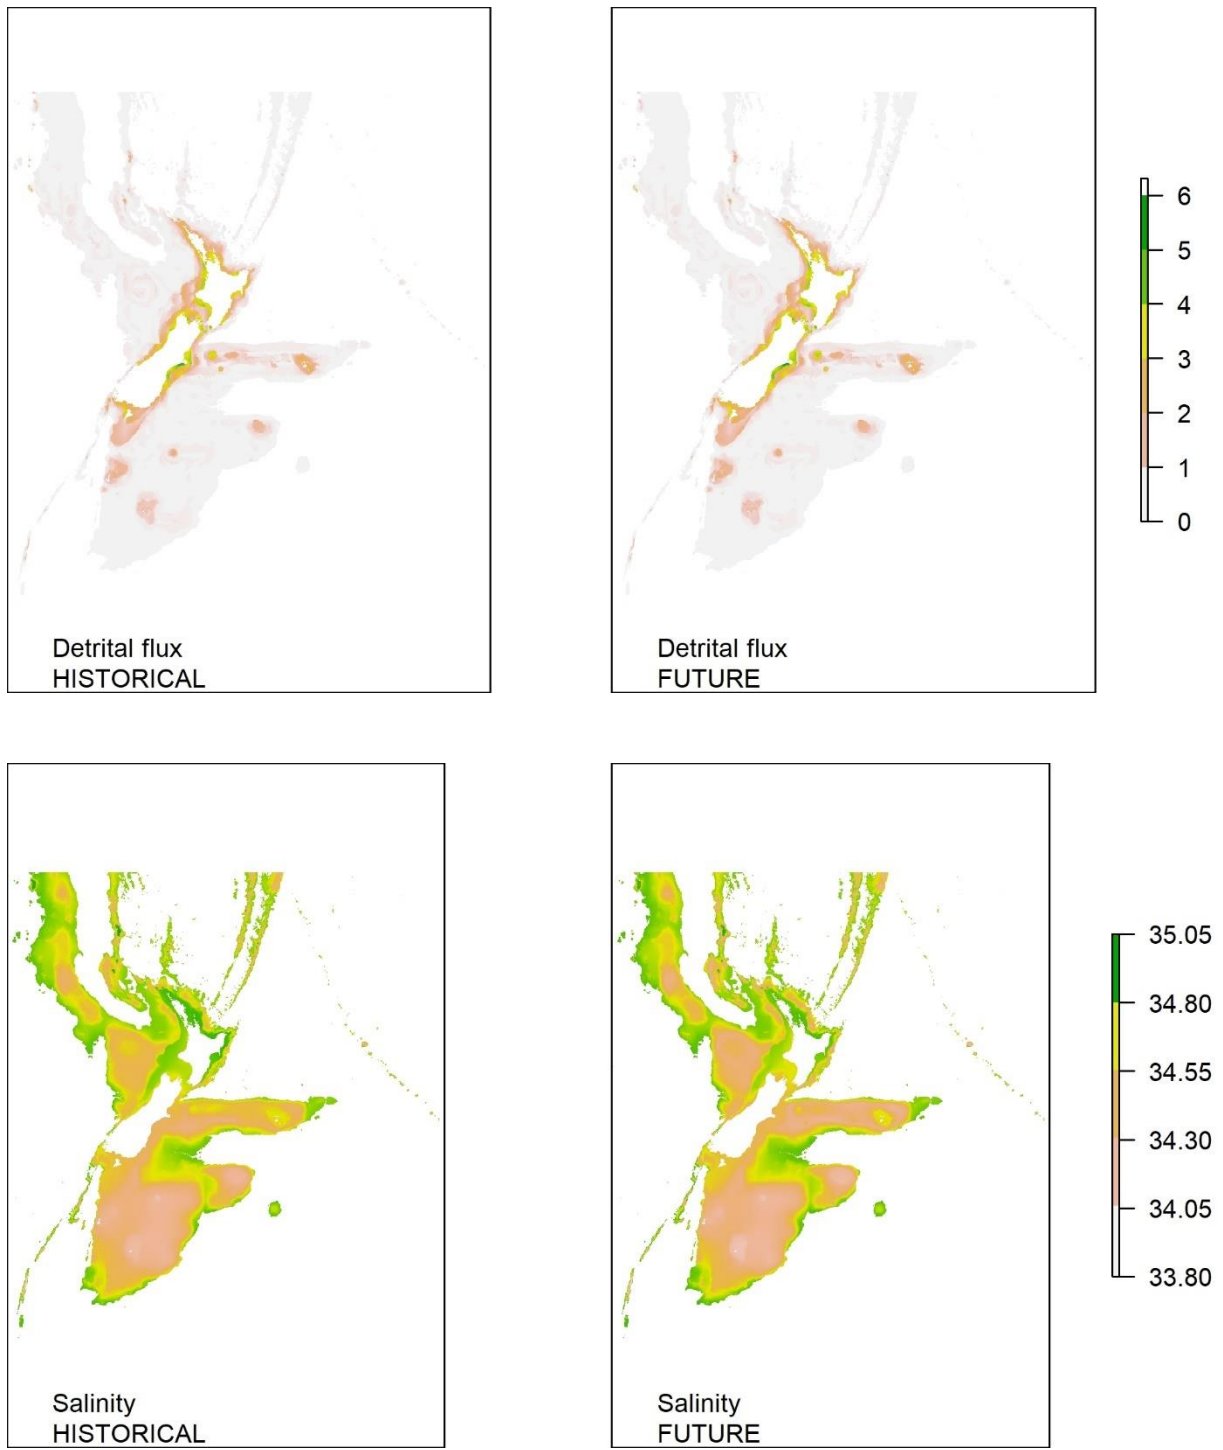 6
5
4
3
2
1
0
Detrital flux
HISTORICAL
Detrital flux
FUTURE
35.05
34.80
34.55
34.30
34.05
33.80
Salinity
HISTORICAL
Salinity
FUTURE